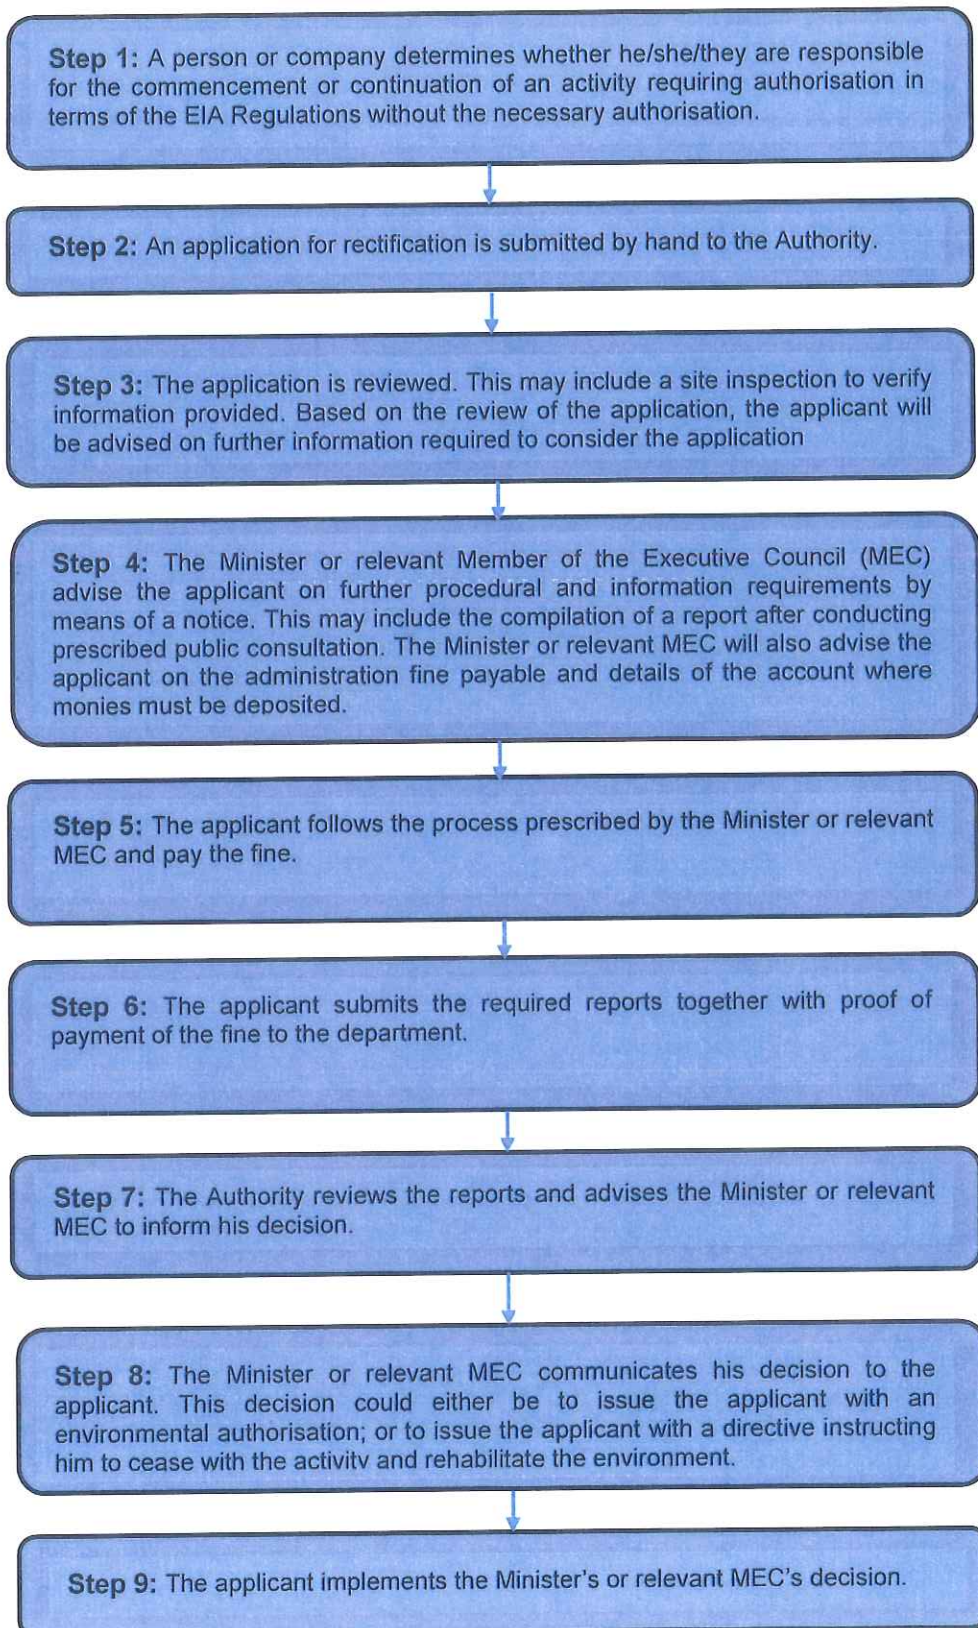 Step 1: A person or company determines whether he/she/they are responsible
for the commencement or continuation of an activity requiring authorisation in
terms of the EIA Regulations without the necessary authorisation.
Step 2: An application for rectification is submitted by hand to the Authority.
Step 3: The application is reviewed. This may include a site inspection to verify
information provided. Based on the review of the application, the applicant will
be advised on further information required to consider the application
Step 4: The Minister or relevant Member of the Executive Council (MEC)
advise the applicant on further procedural and information requirements by
means of a notice. This may include the compilation of a report after conducting
prescribed public consultation. The Minister or relevant MEC will also advise the
applicant on the administration fine payable and details of the account where
monies must be deposited.
Step 5: The applicant follows the process prescribed by the Minister or relevant
MEC and pay the fine.
Step 6: The applicant submits the required reports together with proof of
payment of the fine to the department.
Step 7: The Authority reviews the reports and advises the Minister or relevant
MEC to inform his decision.
Step 8: The Minister or relevant MEC communicates his decision to the
applicant. This decision could either be to issue the applicant with an
environmental authorisation; or to issue the applicant with a directive instructing
him to cease with the activity and rehabilitate the environment.
Step 9: The applicant implements the Minister's or relevant MEC's decision.